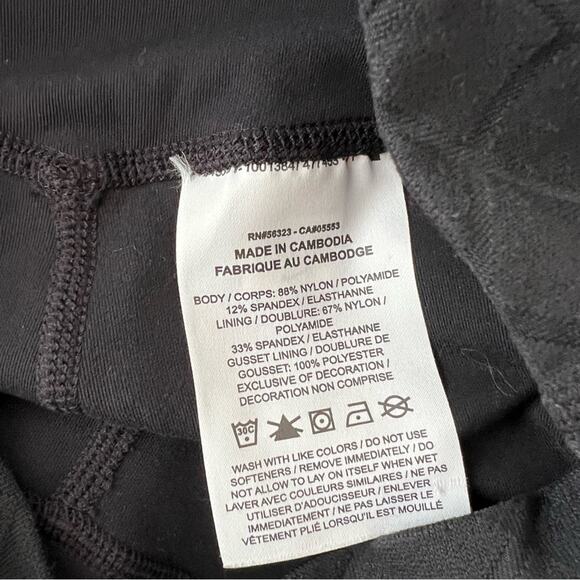 RN#56323 - CA#05553
MADE IN CAMBODIA
FABRIQUE AU CAMBODGE
BODY / CORPS: 88% NYLON / POLYAMIDE
12% SPANDEX / ELASTHANNE
LINING / DOUBLURE: 67% NYLON /
POLYAMIDE
33% SPANDEX / ELASTHANNE
GUSSET LINING / DOUBLURE DE
GOUSSET: 100% POLYESTER
EXCLUSIVE OF DECORATION /
DECORATION NON COMPRISE
30C
WASH WITH LIKE COLORS / DO NOT USE
SOFTENERS / REMOVE IMMEDIATELY / DO
NOT ALLOW TO LAY ON ITSELF WHEN WET
LAVER AVEC COULEURS SIMILAIRES / NE PAS
UTILISER D'ADOUCISSEUR / ENLEVER
IMMÉDIATEMENT / NE PAS LAISSER LE
VÊTEMENT PLIÉ LORSQU'IL EST MOUILLÉ